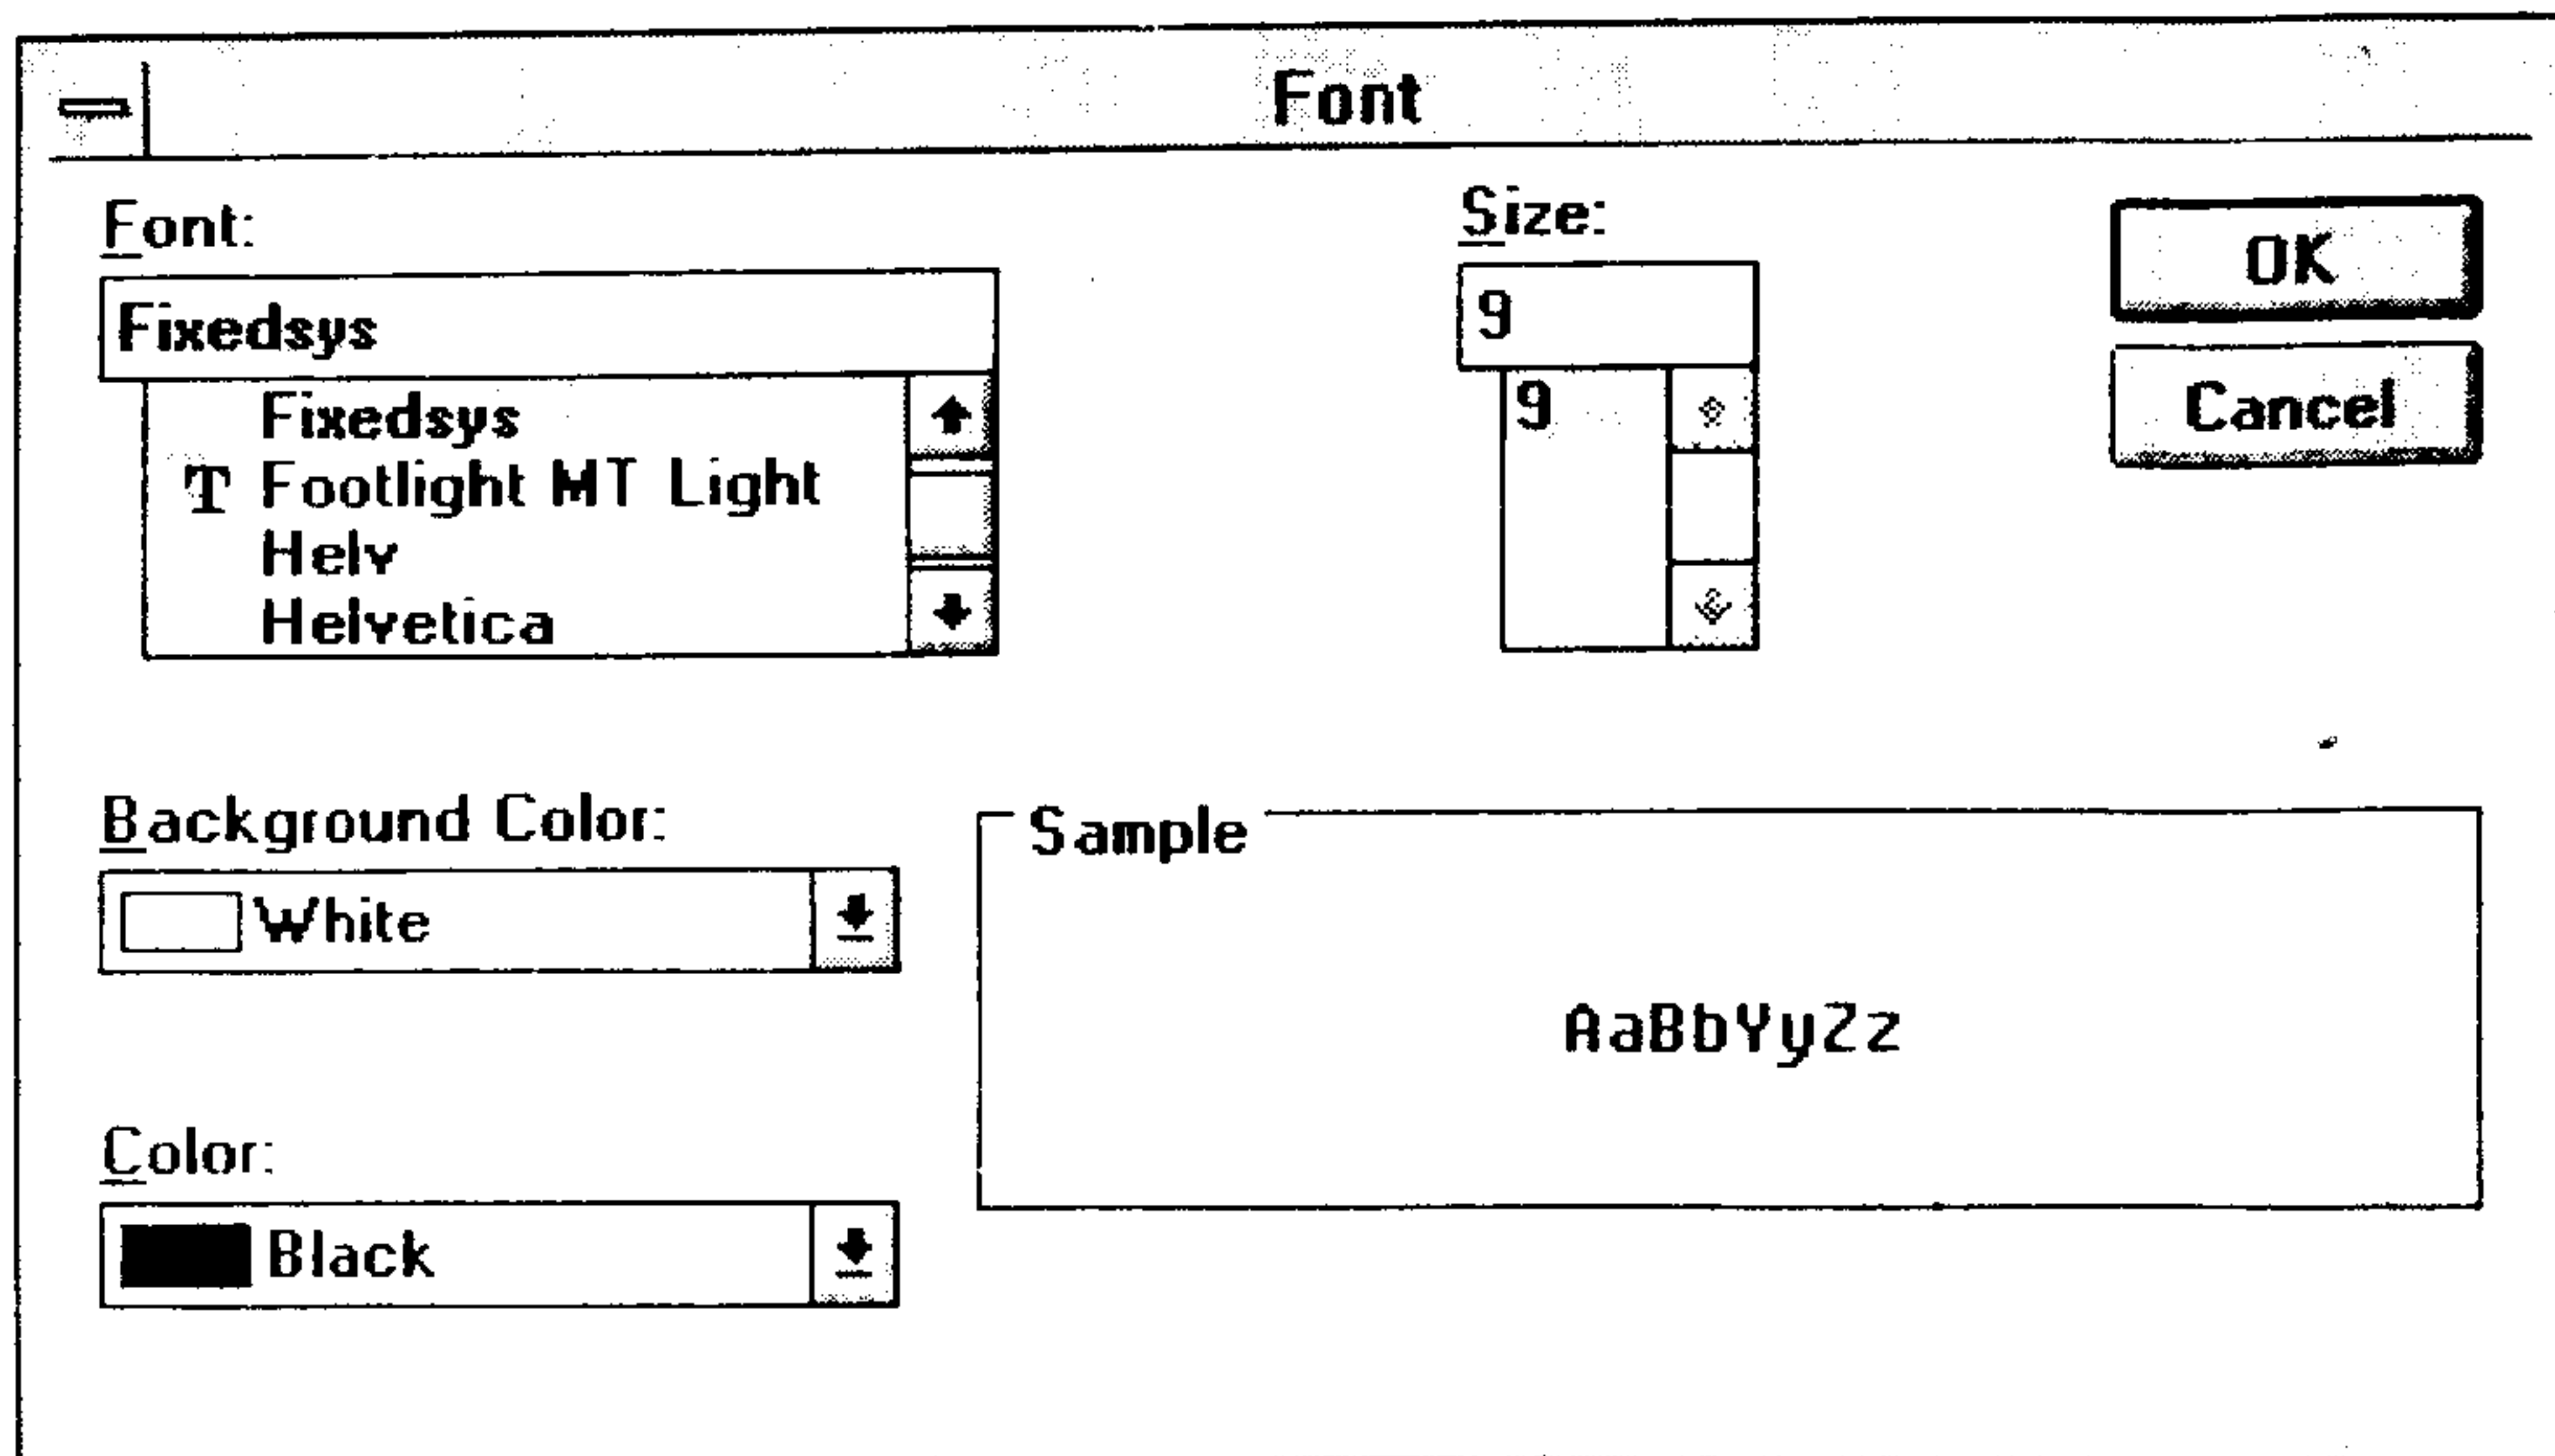 Font
Font:
Fixedsys
Fixedsys
T Footlight MT Light
Helv
Helvetica
Size:
9
9
OK
Cancel
Background Color:
White
Color:
Black
Sample
AaBbYyZz